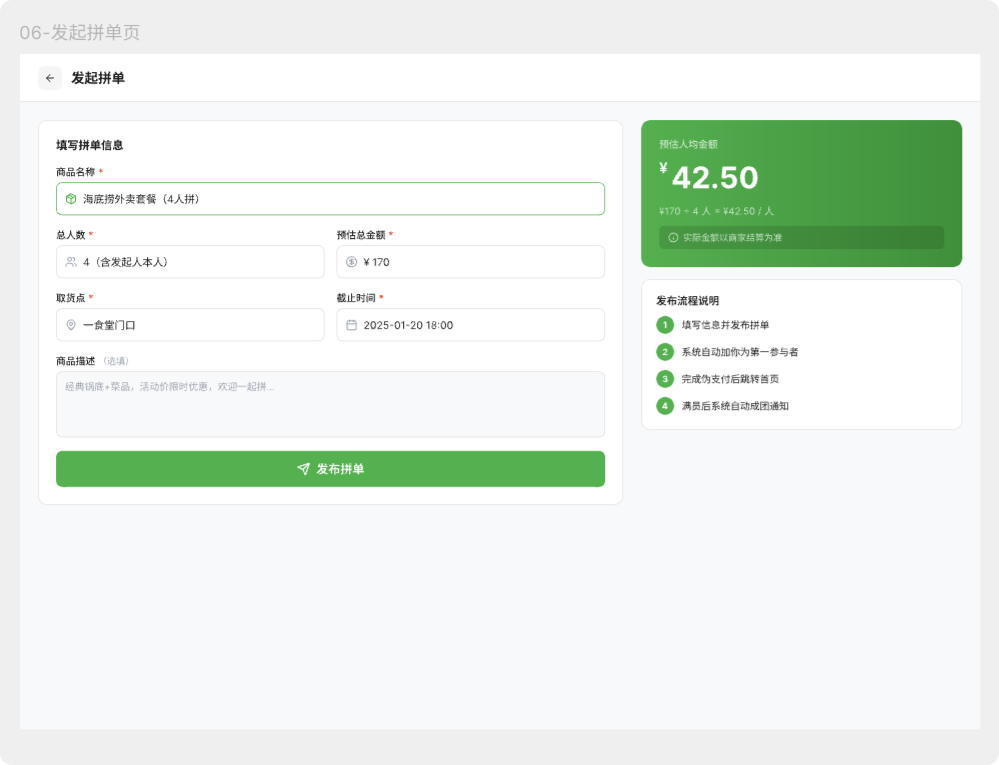 06-发起拼单页
发起拼单
填写拼单信息
商品名称 *
海底捞外卖套餐（4人拼）
总人数 *
4（含发起人本人）
预估总金额 *
¥ 170
取货点 *
一食堂门口
截止时间 *
2025-01-20 18:00
商品描述 （选填）
经典锅底+菜品，活动价限时优惠，欢迎一起拼...
发布拼单
预估人均金额
¥ 42.50
¥170 ÷ 4 人 = ¥42.50 / 人
实际金额以商家结算为准
发布流程说明
1 填写信息并发布拼单
2 系统自动加你为第一参与者
3 完成伪支付后跳转首页
4 满员后系统自动成团通知